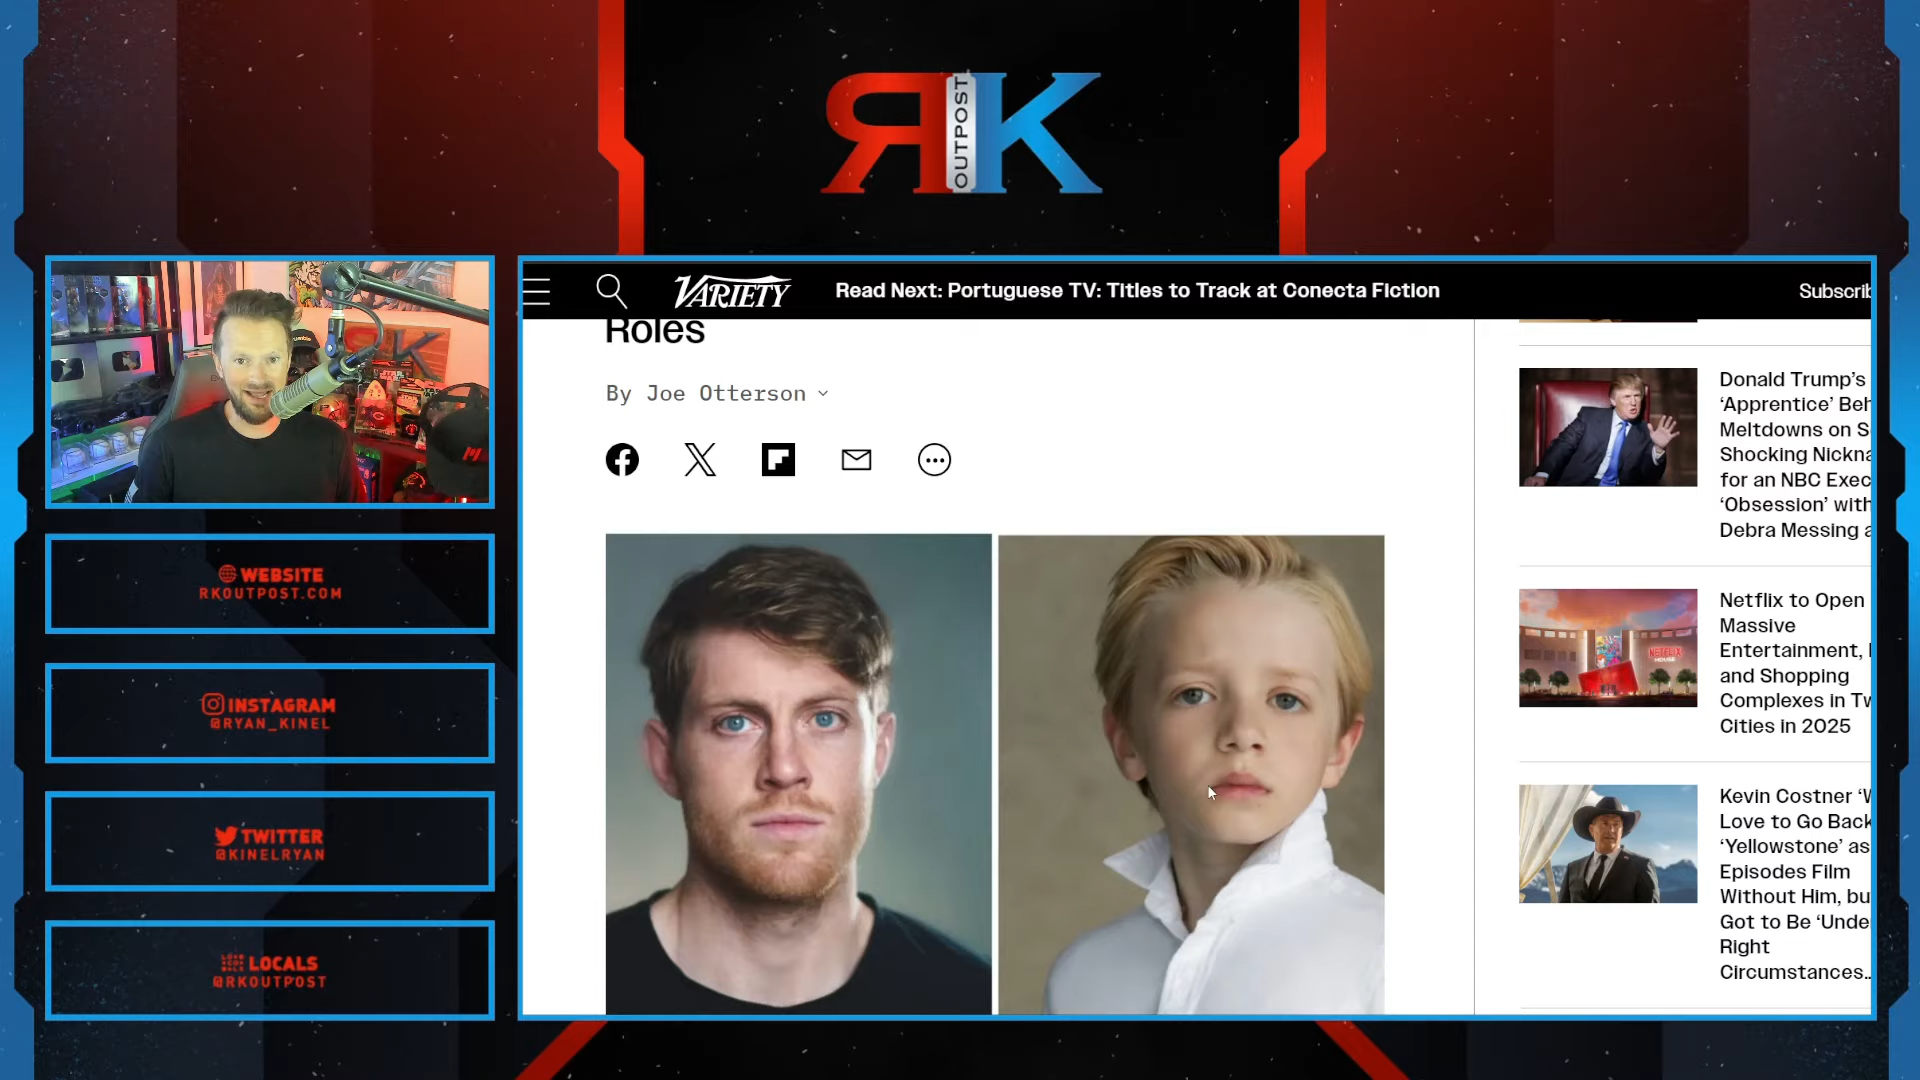 RK
OUTPOST
VARIETY
Read Next: Portuguese TV: Titles to Track at Conecta Fiction
Subscrib
Roles
By Joe Otterson
WEBSITE
RKOUTPOST.COM
INSTAGRAM
@RYAN_KINEL
TWITTER
@KINELRYAN
LOCALS
@RKOUTPOST
Donald Trump's
'Apprentice' Beh
Meltdowns on S
Shocking Nickna
for an NBC Exec
'Obsession' with
Debra Messing a
Netflix to Open
Massive
Entertainment,
and Shopping
Complexes in Tw
Cities in 2025
NETFLIX
Kevin Costner 'W
Love to Go Back
'Yellowstone' as
Episodes Film
Without Him, bu
Got to Be 'Unde
Right
Circumstances..